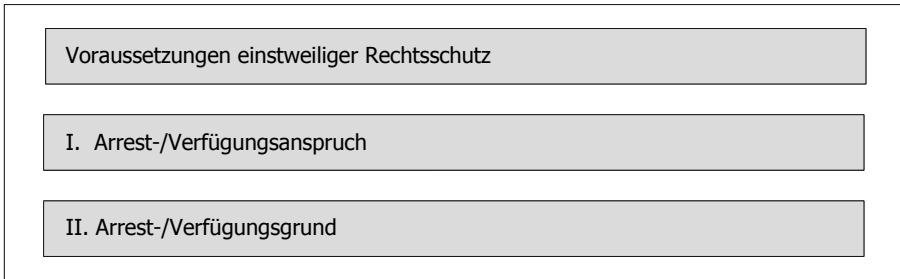 Voraussetzungen einstweiliger Rechtsschutz
I. Arrest-/Verfügungsanspruch
II. Arrest-/Verfügungsgrund